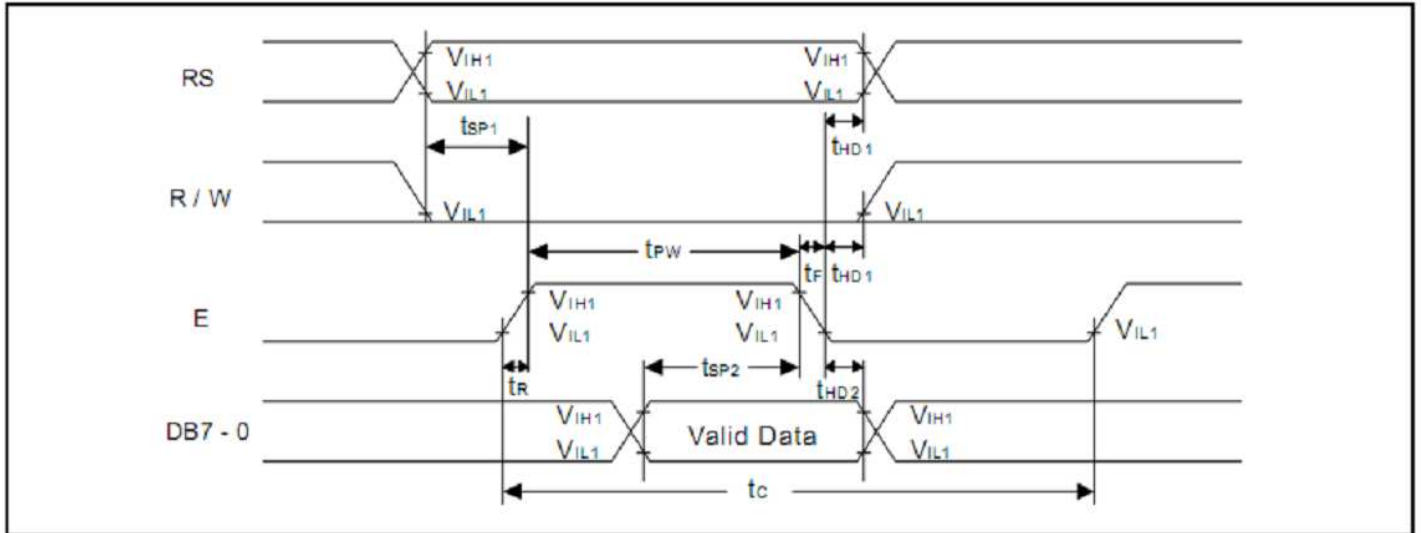 VIH1 VIH1
RS
VIL1 VIL1
tSP1
tHD1
R / W
VIL1 VIL1
tPW
tF tHD1
VIH1 VIH1
E
VIL1 VIL1 VIL1
tSP2
tR tHD2
VIH1 VIH1
DB7 - 0 Valid Data
VIL1 VIL1
tC